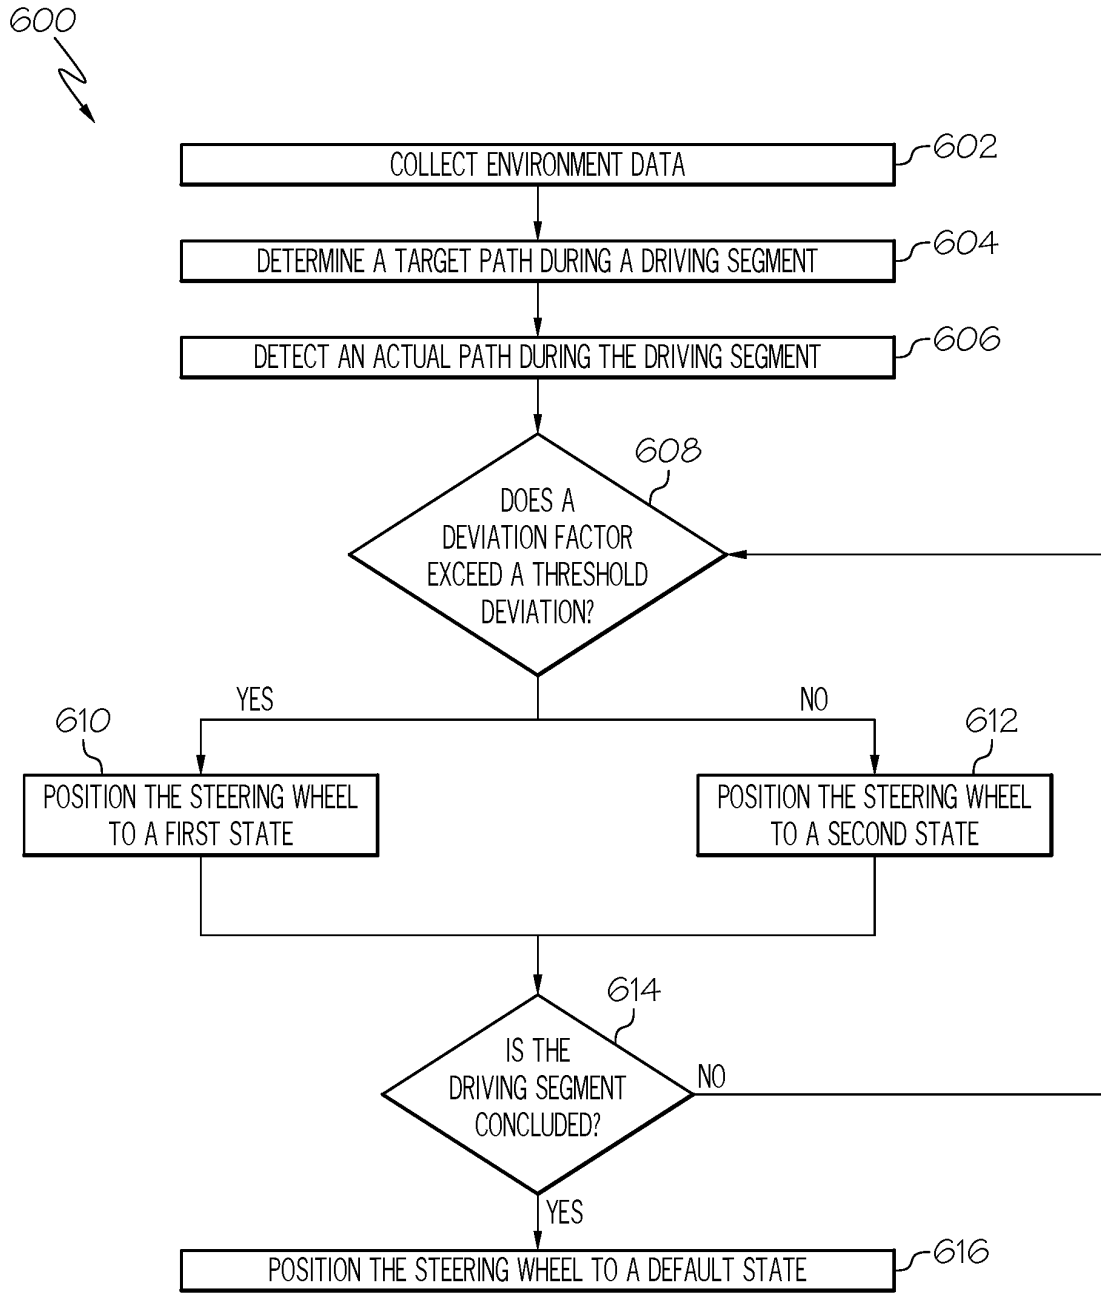 600
COLLECT ENVIRONMENT DATA
602
DETERMINE A TARGET PATH DURING A DRIVING SEGMENT
604
DETECT AN ACTUAL PATH DURING THE DRIVING SEGMENT
606
608
DOES A
DEVIATION FACTOR
EXCEED A THRESHOLD
DEVIATION?
YES
NO
610
POSITION THE STEERING WHEEL
TO A FIRST STATE
612
POSITION THE STEERING WHEEL
TO A SECOND STATE
614
IS THE
DRIVING SEGMENT
CONCLUDED?
NO
YES
POSITION THE STEERING WHEEL TO A DEFAULT STATE
616